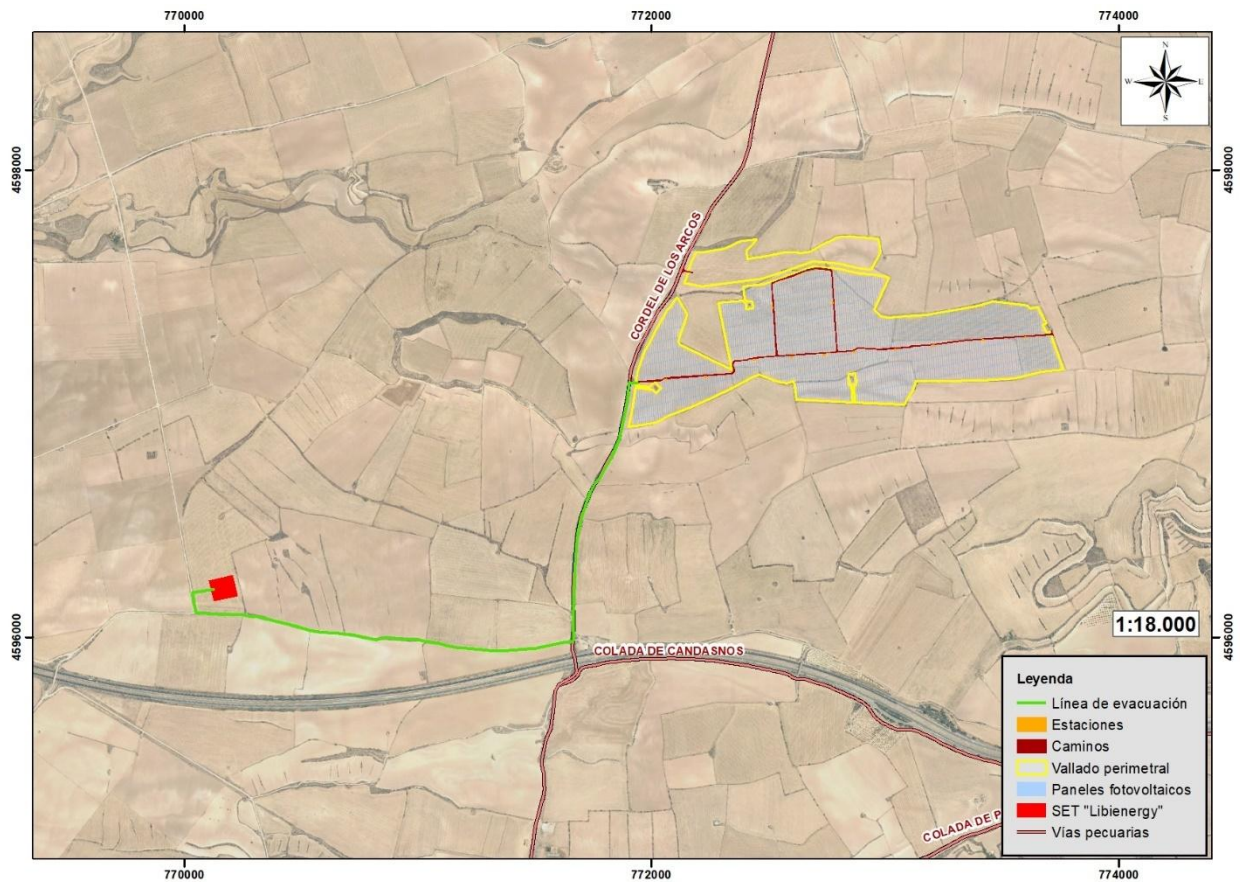 770000
772000
774000
N
W
E
S
4598000
4598000
CORDEL DE LOS ARCOS
4596000
4596000
1:18.000
COLADA DE CANDASNOS
Leyenda
Línea de evacuación
Estaciones
Caminos
Vallado perimetral
Paneles fotovoltaicos
SET "Libienergy"
Vías pecuarias
COLADA DE P
770000
772000
774000